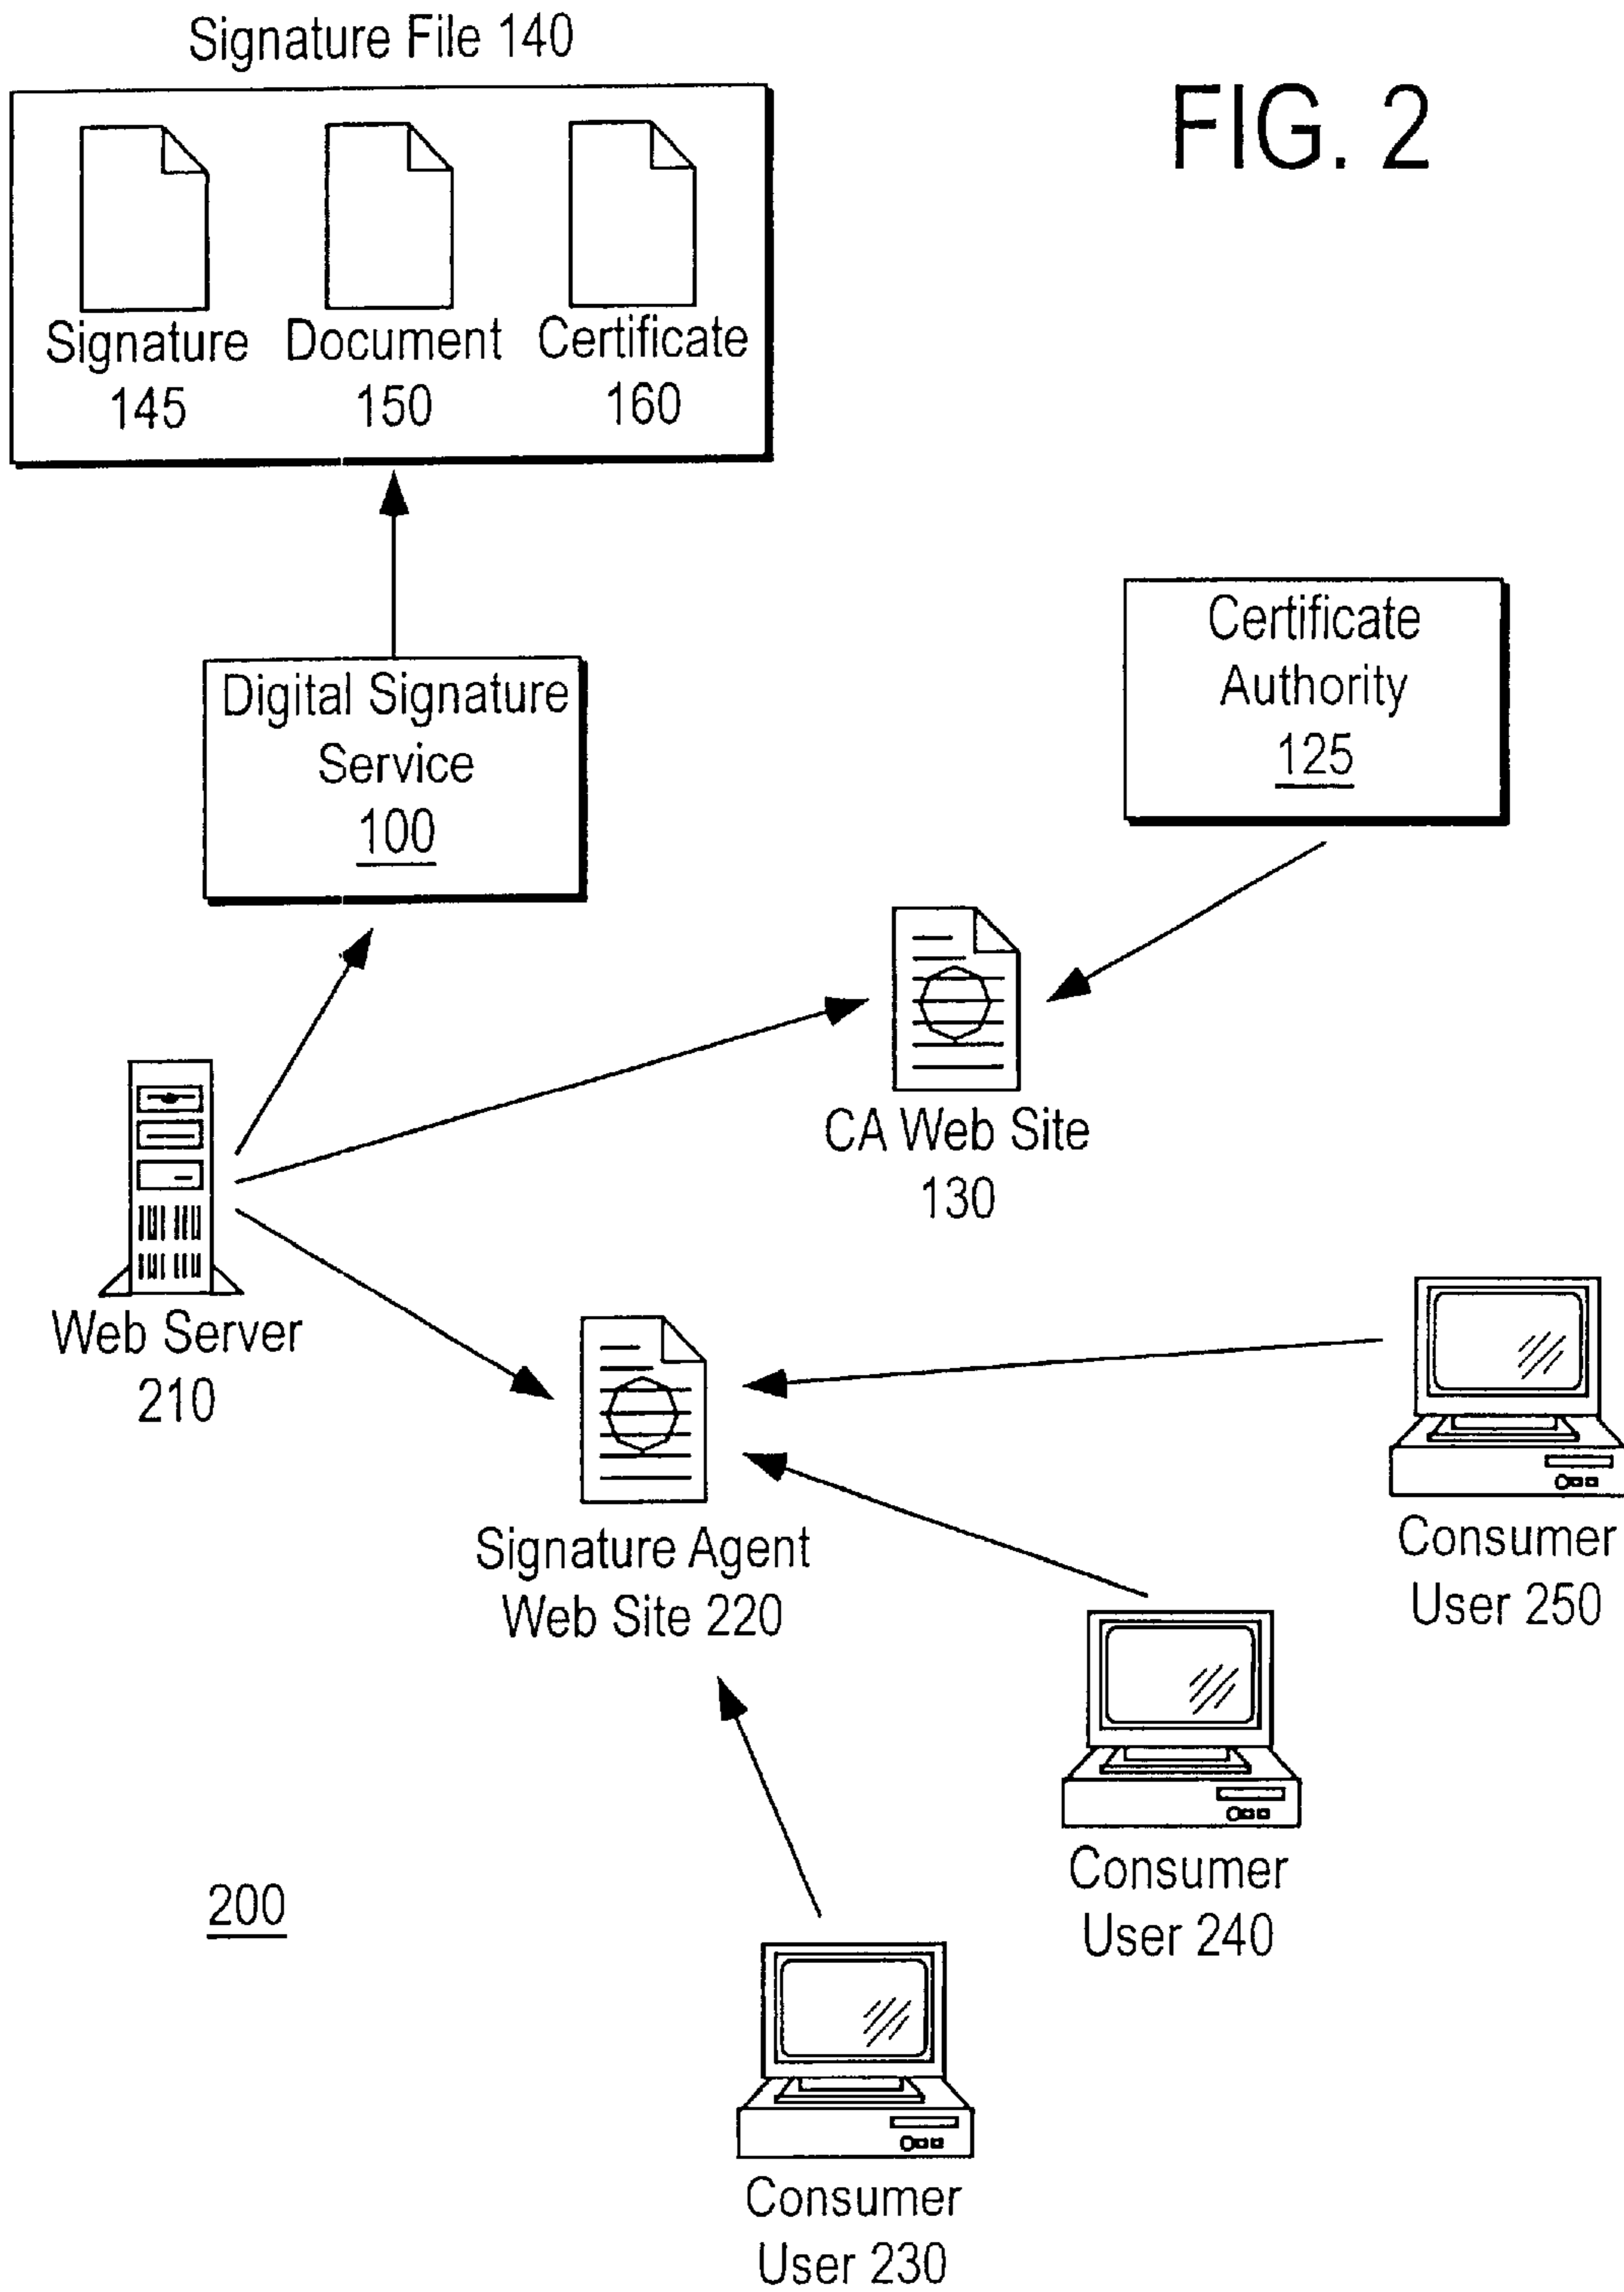 Signature File 140
FIG. 2
Signature
145
Document
150
Certificate
160
Digital Signature
Service
100
Certificate
Authority
125
CA Web Site
130
Web Server
210
Signature Agent
Web Site 220
Consumer
User 250
Consumer
User 240
200
Consumer
User 230